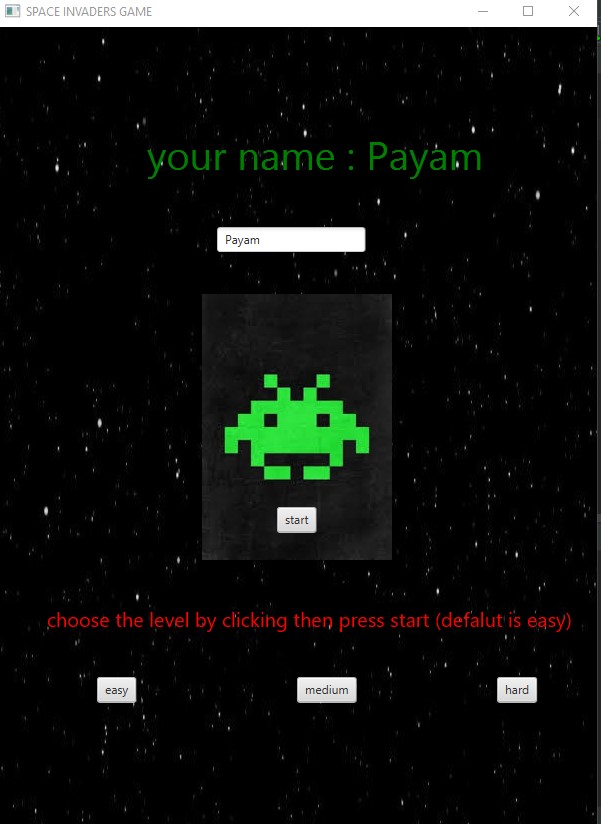 SPACE INVADERS GAME
your name : Payam
Payam
start
choose the level by clicking then press start (defalut is easy)
easy medium hard